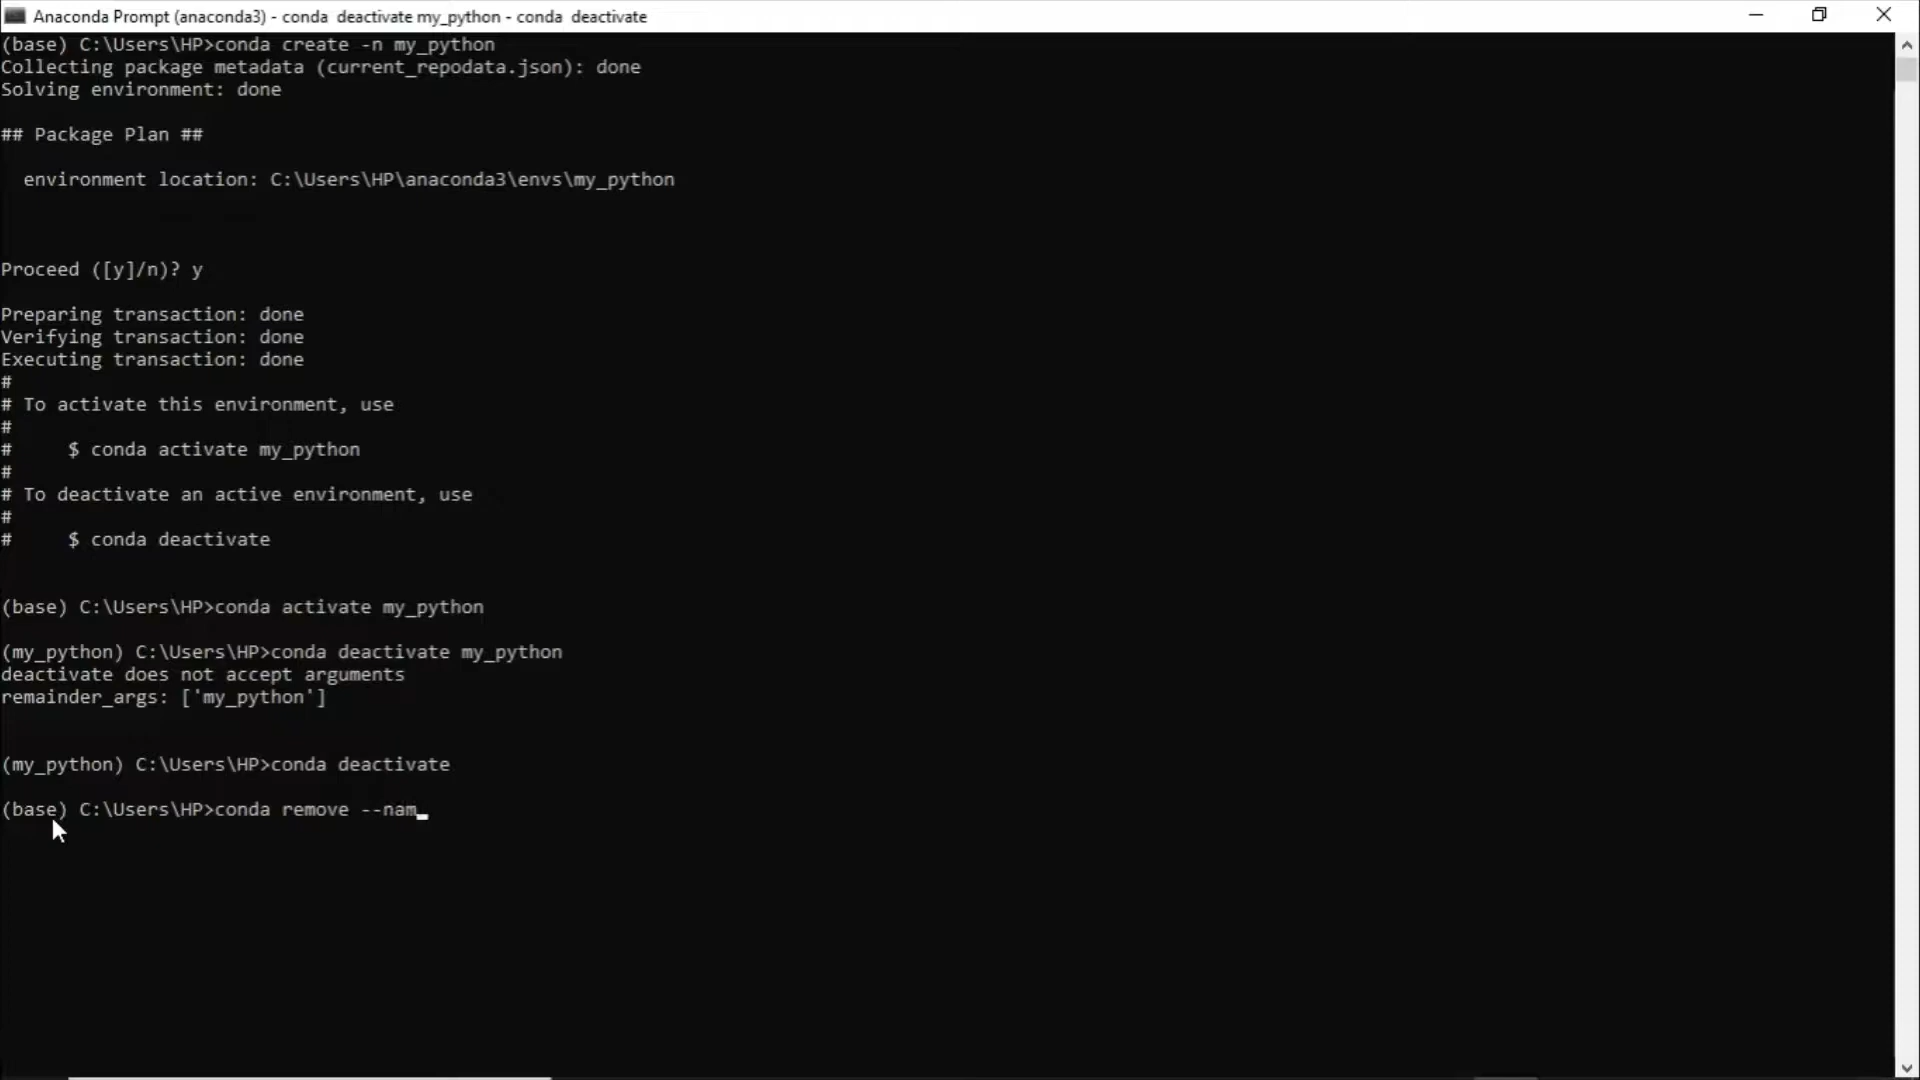 Anaconda Prompt (anaconda3) - conda  deactivate my_python - conda  deactivate
(base) C:\Users\HP>conda create -n my_python
Collecting package metadata (current_repodata.json): done
Solving environment: done
## Package Plan ##
environment location: C:\Users\HP\anaconda3\envs\my_python
Proceed ([y]/n)? y
Preparing transaction: done
Verifying transaction: done
Executing transaction: done
#
# To activate this environment, use
#
#     $ conda activate my_python
#
# To deactivate an active environment, use
#
#     $ conda deactivate
(base) C:\Users\HP>conda activate my_python
(my_python) C:\Users\HP>conda deactivate my_python
deactivate does not accept arguments
remainder_args: ['my_python']
(my_python) C:\Users\HP>conda deactivate
(base) C:\Users\HP>conda remove --nam